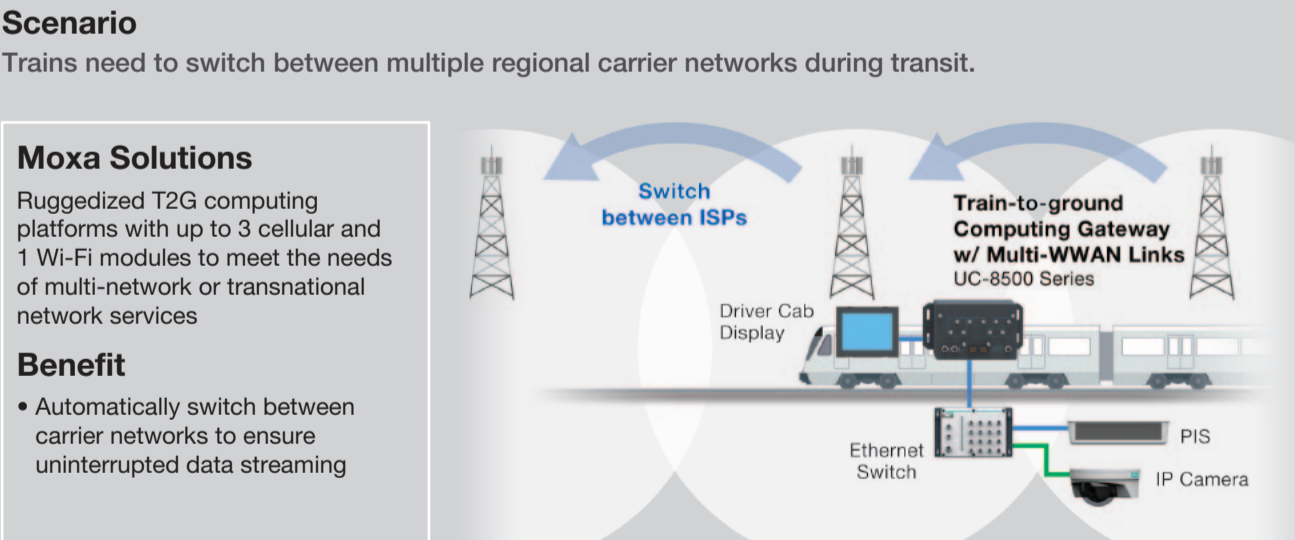 Scenario
Trains need to switch between multiple regional carrier networks during transit.
Moxa Solutions
Ruggedized T2G computing
platforms with up to 3 cellular and
1 Wi-Fi modules to meet the needs
of multi-network or transnational
network services
Benefit
• Automatically switch between
carrier networks to ensure
uninterrupted data streaming
Switch
between ISPs
Train-to-ground
Computing Gateway
w/ Multi-WWAN Links
UC-8500 Series
Driver Cab
Display
Ethernet
Switch
PIS
IP Camera